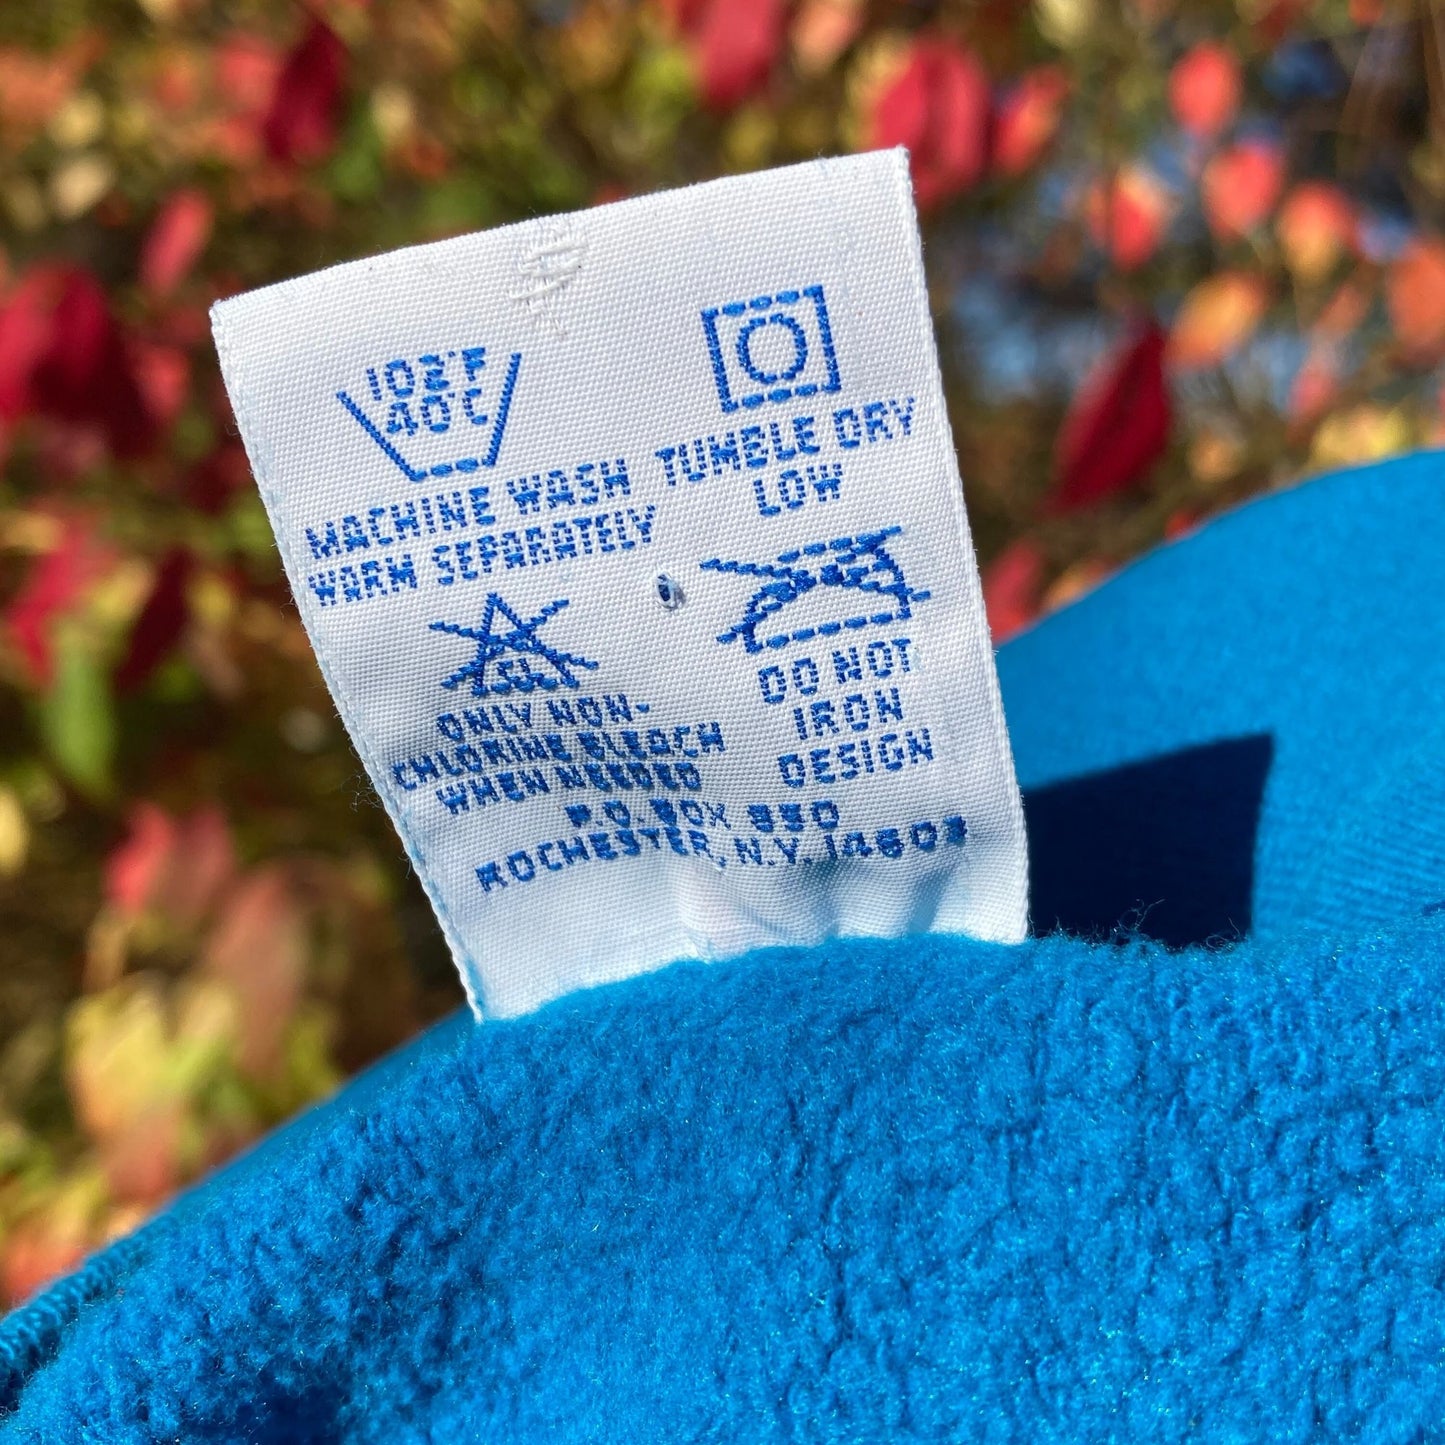 102°F
40°C
MACHINE WASH
WARM SEPARATELY
TUMBLE DRY
LOW
CL
ONLY NON-
CHLORINE BLEACH
WHEN NEEDED
DO NOT
IRON
DESIGN
P.O. BOX
ROCHESTER, N.Y. 14603